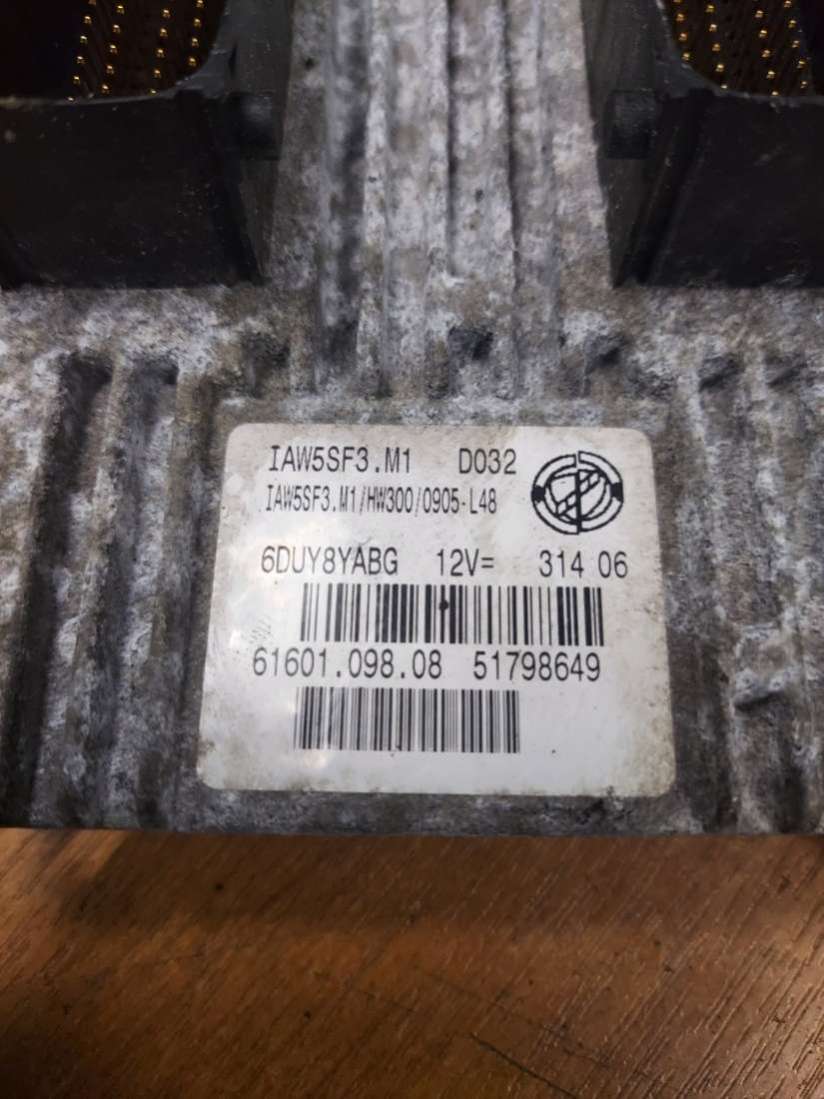 IAW5SF3.M1 D032
IAW5SF3.M1/HW300/0905-L48
6DUY8YABG 12V= 314 06
61601.098.08 51798649